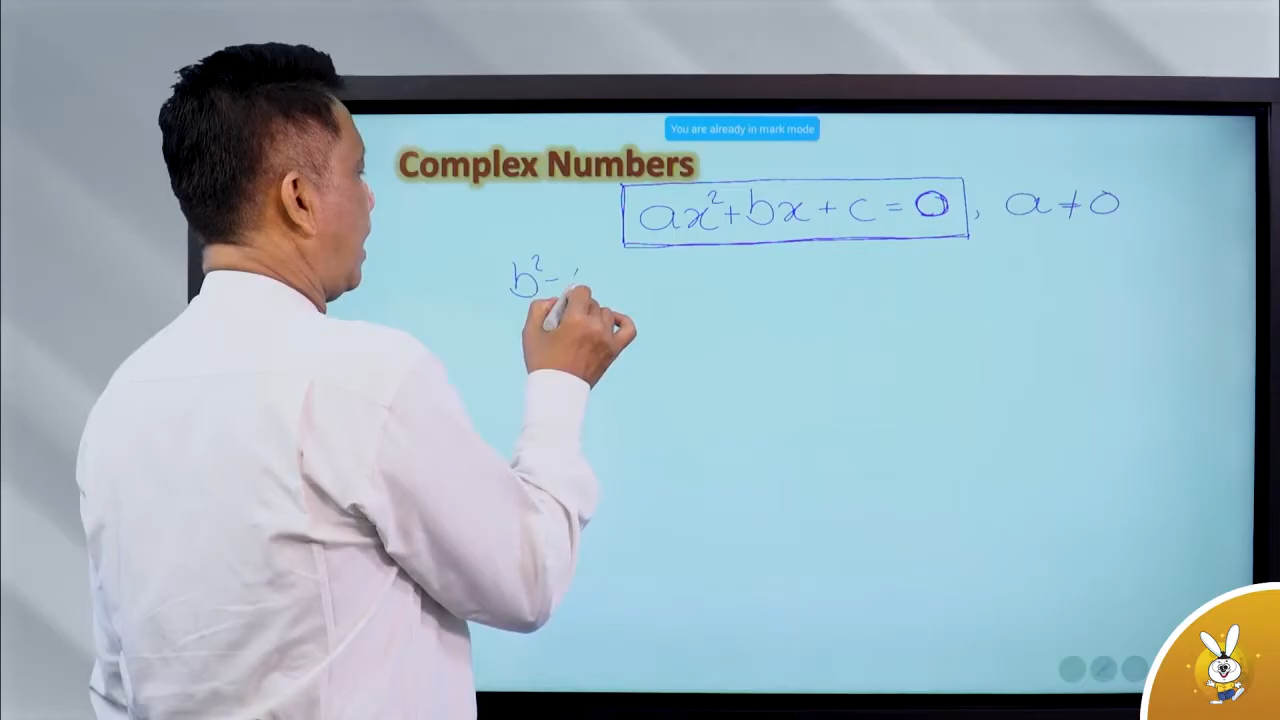 You are already in mark mode
Complex Numbers
ax²+bx+c=0, a≠0
b²-